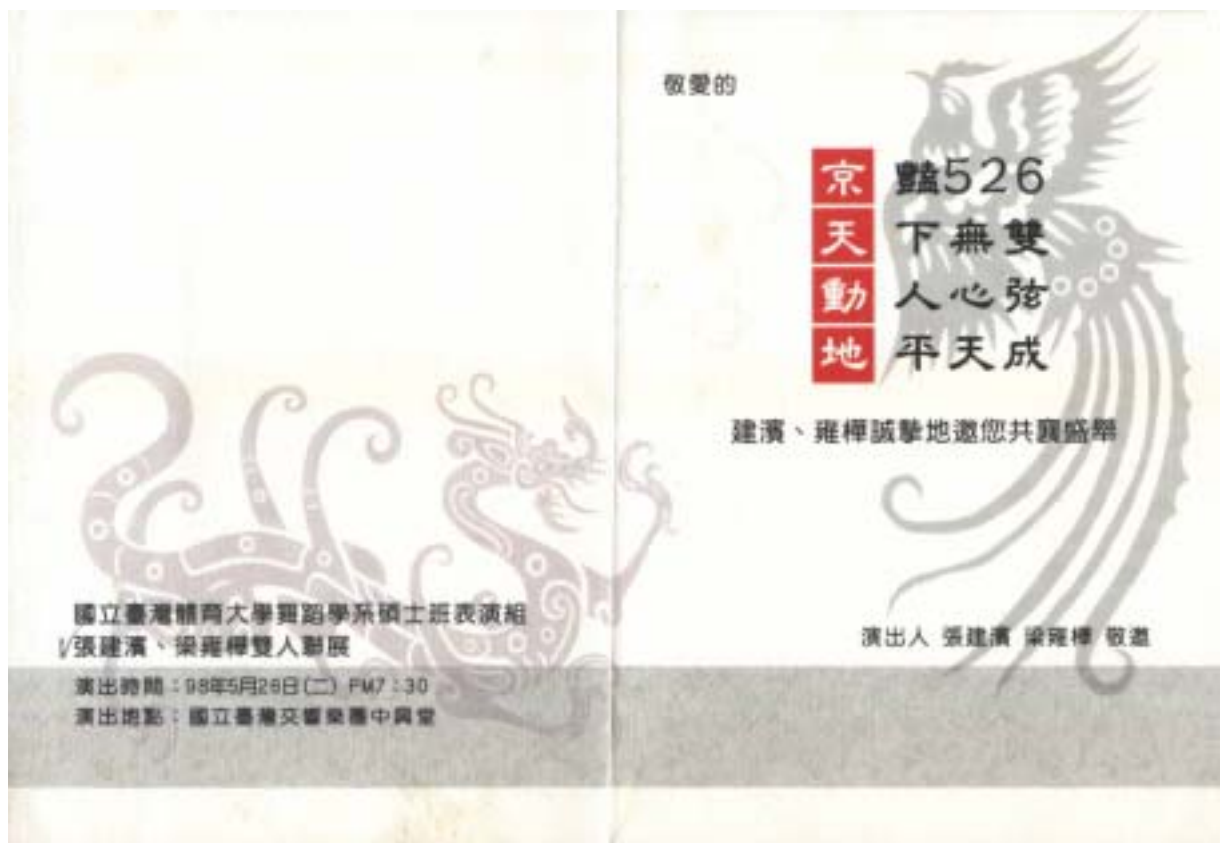 敬愛的
京豔526
天下無雙
動人心弦
地平天成
建濱、雍樺誠摯地邀您共襄盛舉
演出人 張建濱 梁雍樺 敬邀
國立臺灣體育大學舞蹈學系碩士班表演組
張建濱、梁雍樺雙人聯展
演出時間：98年5月26日(二) PM7：30
演出地點：國立臺灣交響樂團中興堂